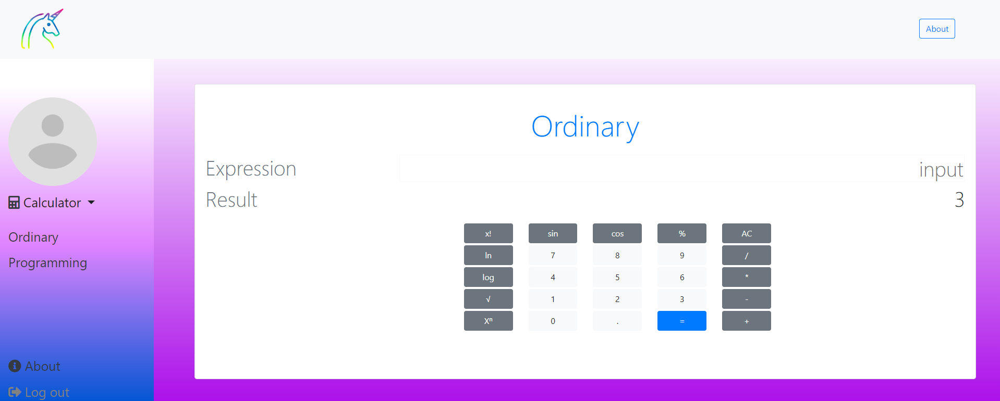 About
Calculator
Ordinary
Programming
About
Log out
Ordinary
Expression input
Result 3
x! sin cos % AC
ln 7 8 9 /
log 4 5 6 *
√ 1 2 3 -
Xⁿ 0 . = +